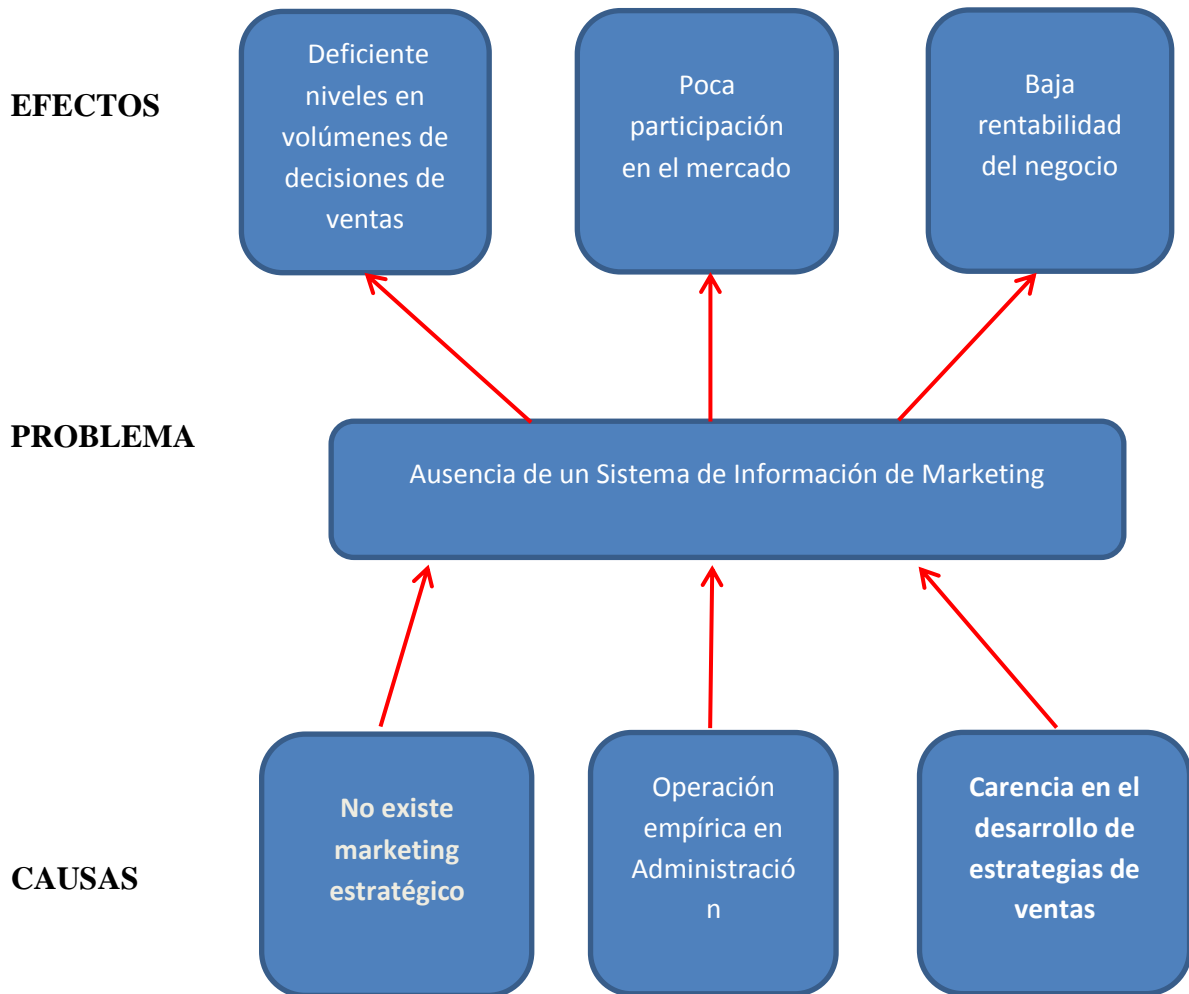 EFECTOS
Deficiente
niveles en
volúmenes de
decisiones de
ventas
Poca
participación
en el mercado
Baja
rentabilidad
del negocio
PROBLEMA
Ausencia de un Sistema de Información de Marketing
CAUSAS
No existe
marketing
estratégico
Operación
empírica en
Administració
n
Carencia en el
desarrollo de
estrategias de
ventas